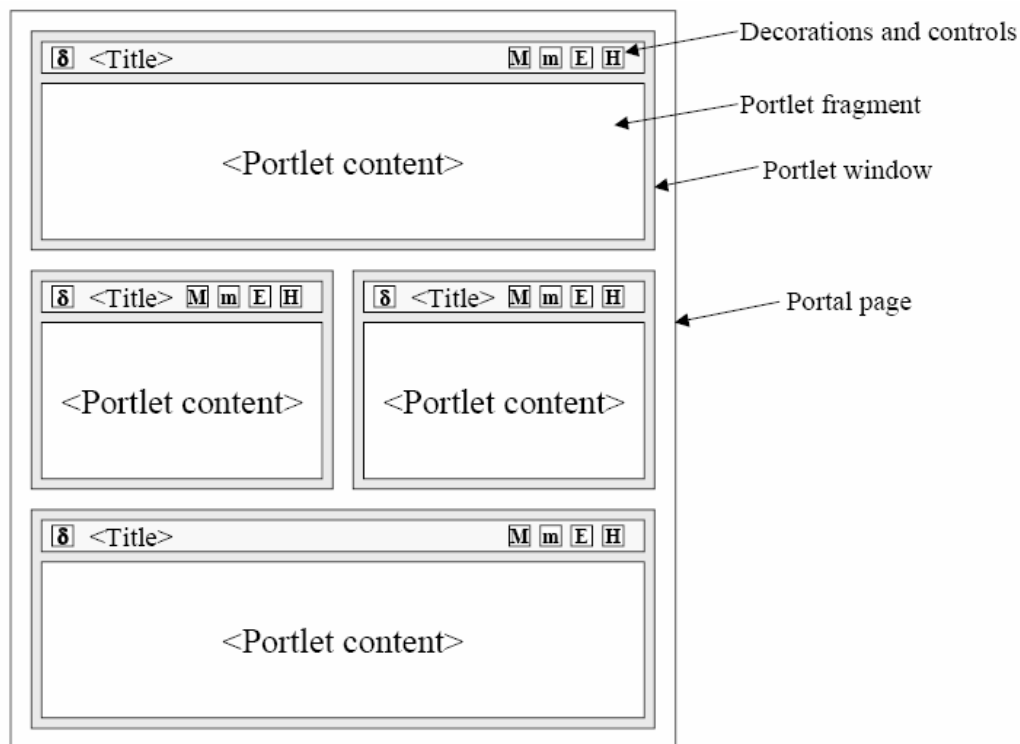 δ <Title> M m E H
Decorations and controls
Portlet fragment
<Portlet content>
Portlet window
δ <Title> M m E H
δ <Title> M m E H
Portal page
<Portlet content>
<Portlet content>
δ <Title> M m E H
<Portlet content>